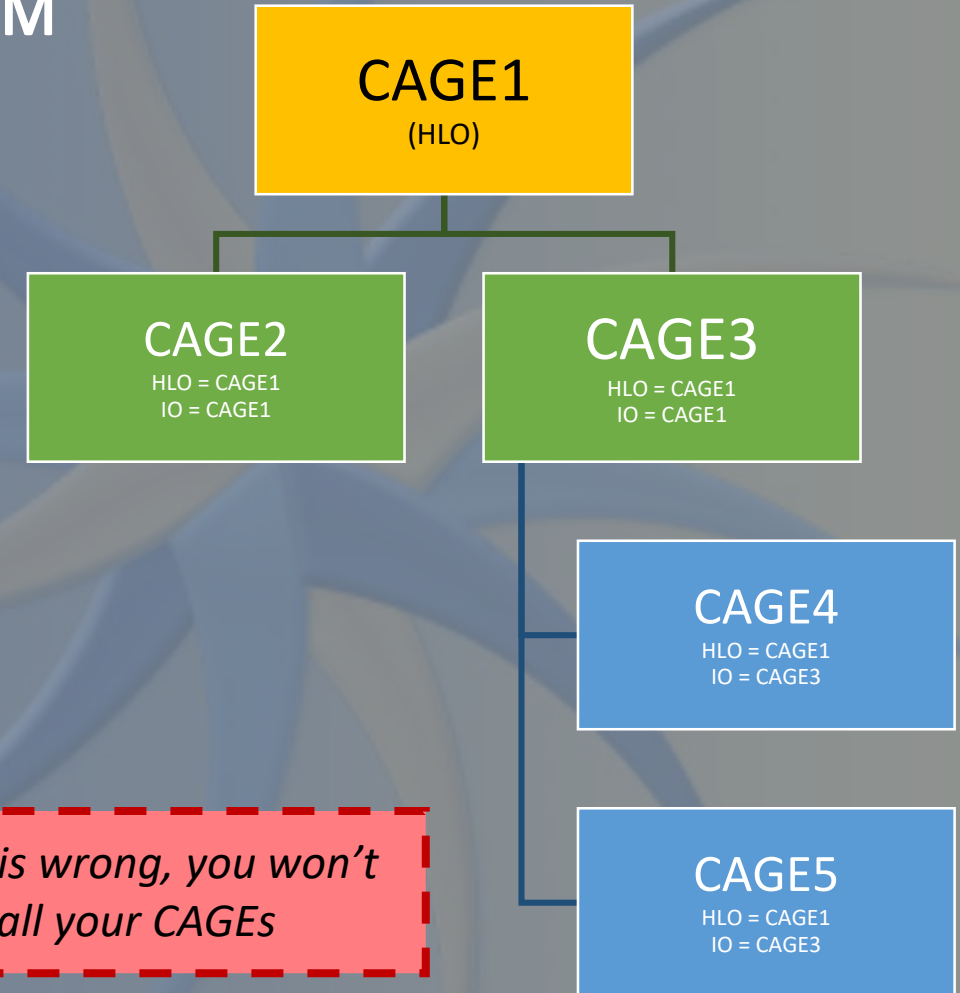 M
CAGE1
(HLO)
CAGE2
HLO = CAGE1
IO = CAGE1
CAGE3
HLO = CAGE1
IO = CAGE1
CAGE4
HLO = CAGE1
IO = CAGE3
is wrong, you won’t
all your CAGEs
CAGE5
HLO = CAGE1
IO = CAGE3